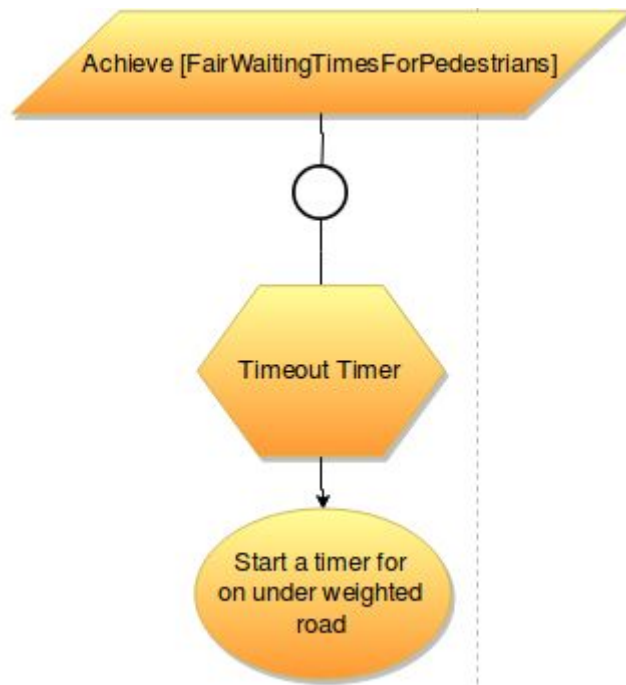 Achieve [FairWaitingTimesForPedestrians]
Timeout Timer
Start a timer for
on under weighted
road